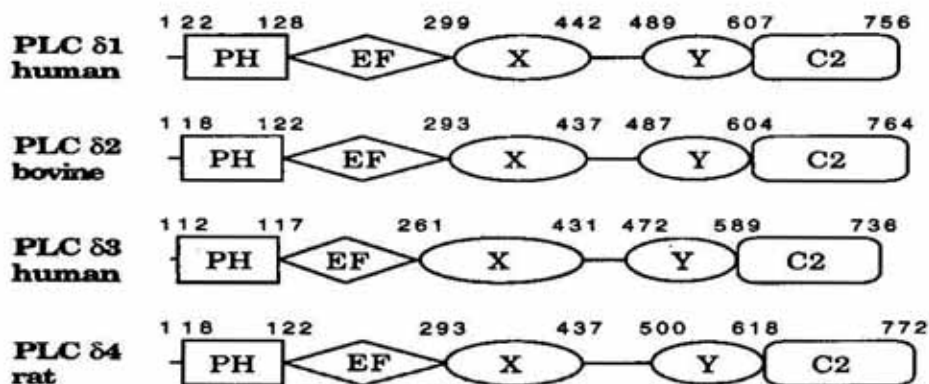 1 22 128 299 442 489 607 756
PLC δ1
human
PH EF X Y C2
1 18 122 293 437 487 604 764
PLC δ2
bovine
PH EF X Y C2
1 12 117 261 431 472 589 736
PLC δ3
human
PH EF X Y C2
1 18 122 293 437 500 618 772
PLC δ4
rat
PH EF X Y C2